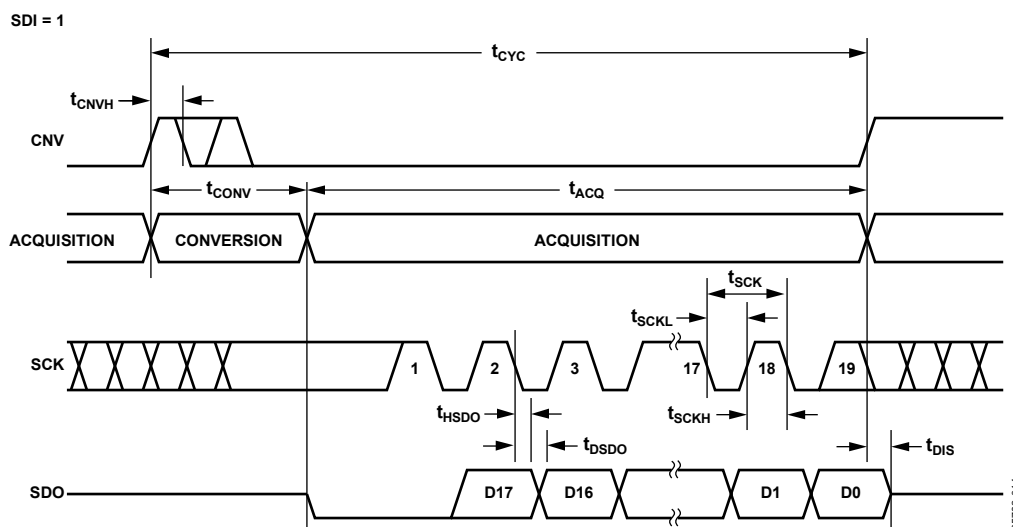 SDI = 1
tCYC
tCNVH
CNV
tCONV
tACQ
ACQUISITION
CONVERSION
ACQUISITION
tSCK
tSCKL
SCK
1
2
3
17
18
19
tHSDO
tSCKH
tDSDO
tDIS
SDO
D17
D16
D1
D0